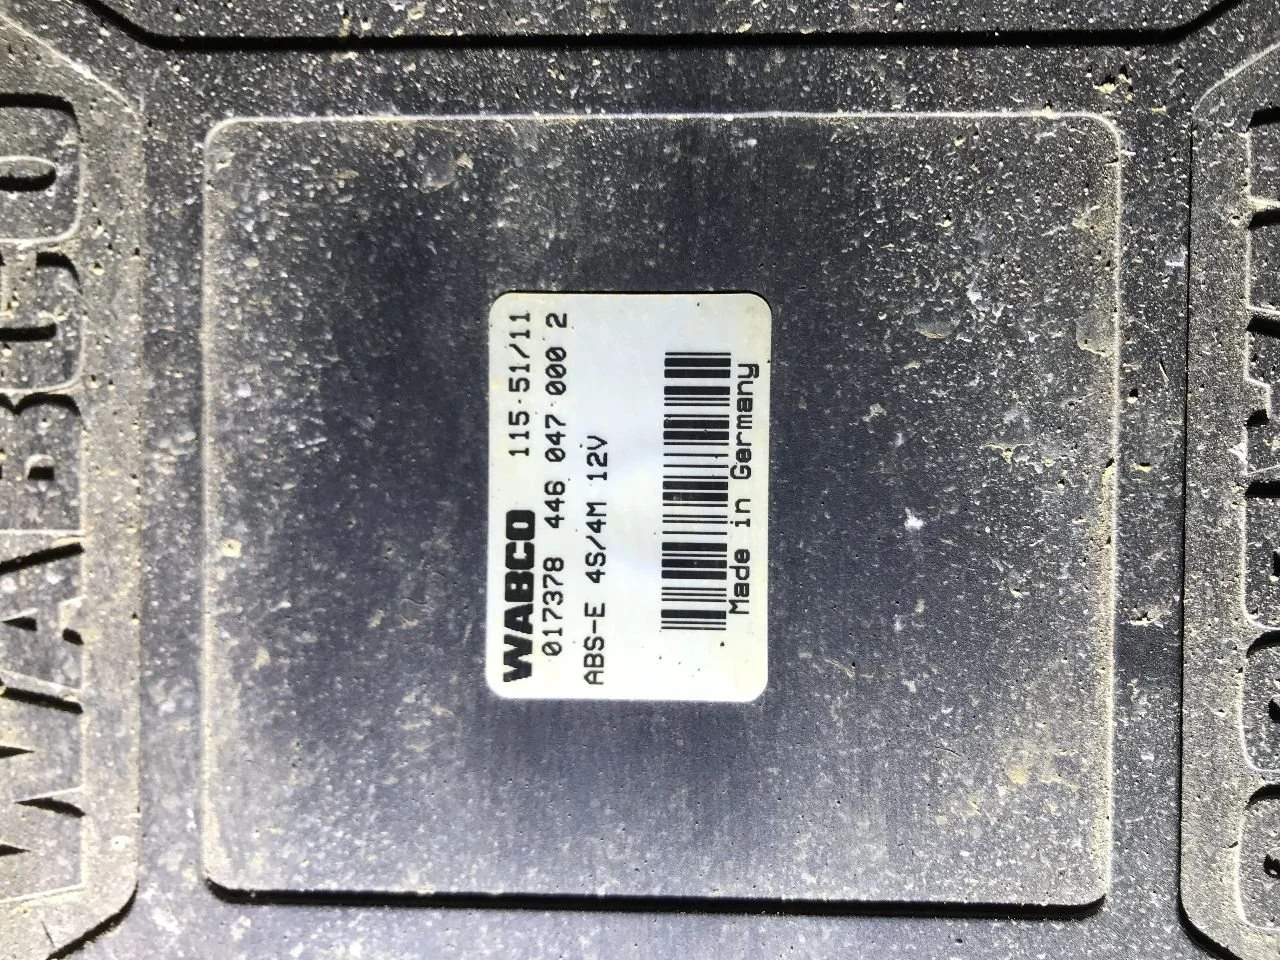 WABCO
WABCO 115 51/11
017378 446 047 000 2
ABS-E 4S/4M 12V
Made in Germany